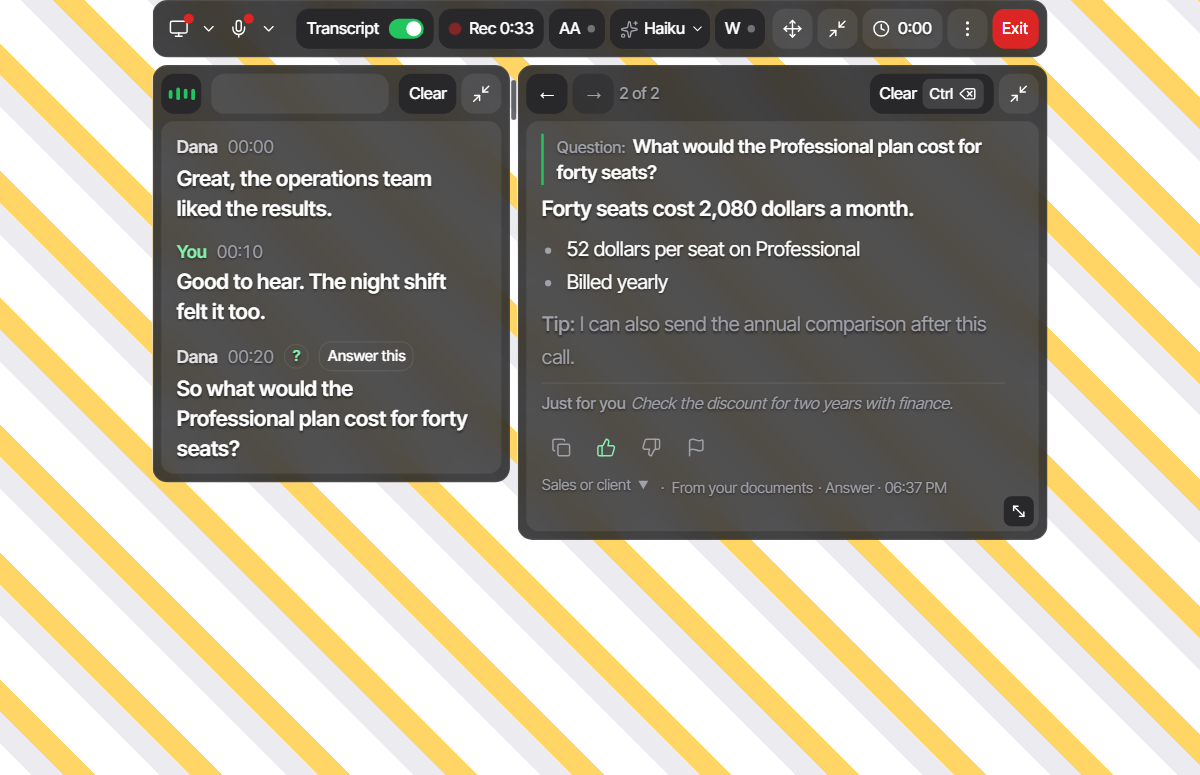 Transcript
Rec 0:33
AA
Haiku
W
0:00
Exit
Clear
Dana 00:00
Great, the operations team
liked the results.
You 00:10
Good to hear. The night shift
felt it too.
Dana 00:20 ? Answer this
So what would the
Professional plan cost for forty
seats?
← → 2 of 2
Clear Ctrl
Question: What would the Professional plan cost for
forty seats?
Forty seats cost 2,080 dollars a month.
• 52 dollars per seat on Professional
• Billed yearly
Tip: I can also send the annual comparison after this
call.
Just for you Check the discount for two years with finance.
Sales or client ▼ · From your documents · Answer · 06:37 PM